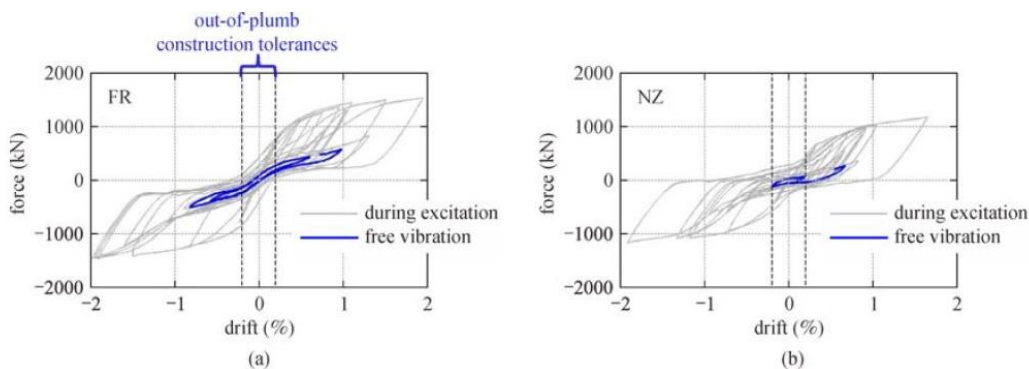 out-of-plumb
construction tolerances
2000
1000
0
−1000
−2000
force (kN)
FR
during excitation
free vibration
−2
−1
0
1
2
drift (%)
(a)
2000
1000
0
−1000
−2000
force (kN)
NZ
during excitation
free vibration
−2
−1
0
1
2
drift (%)
(b)